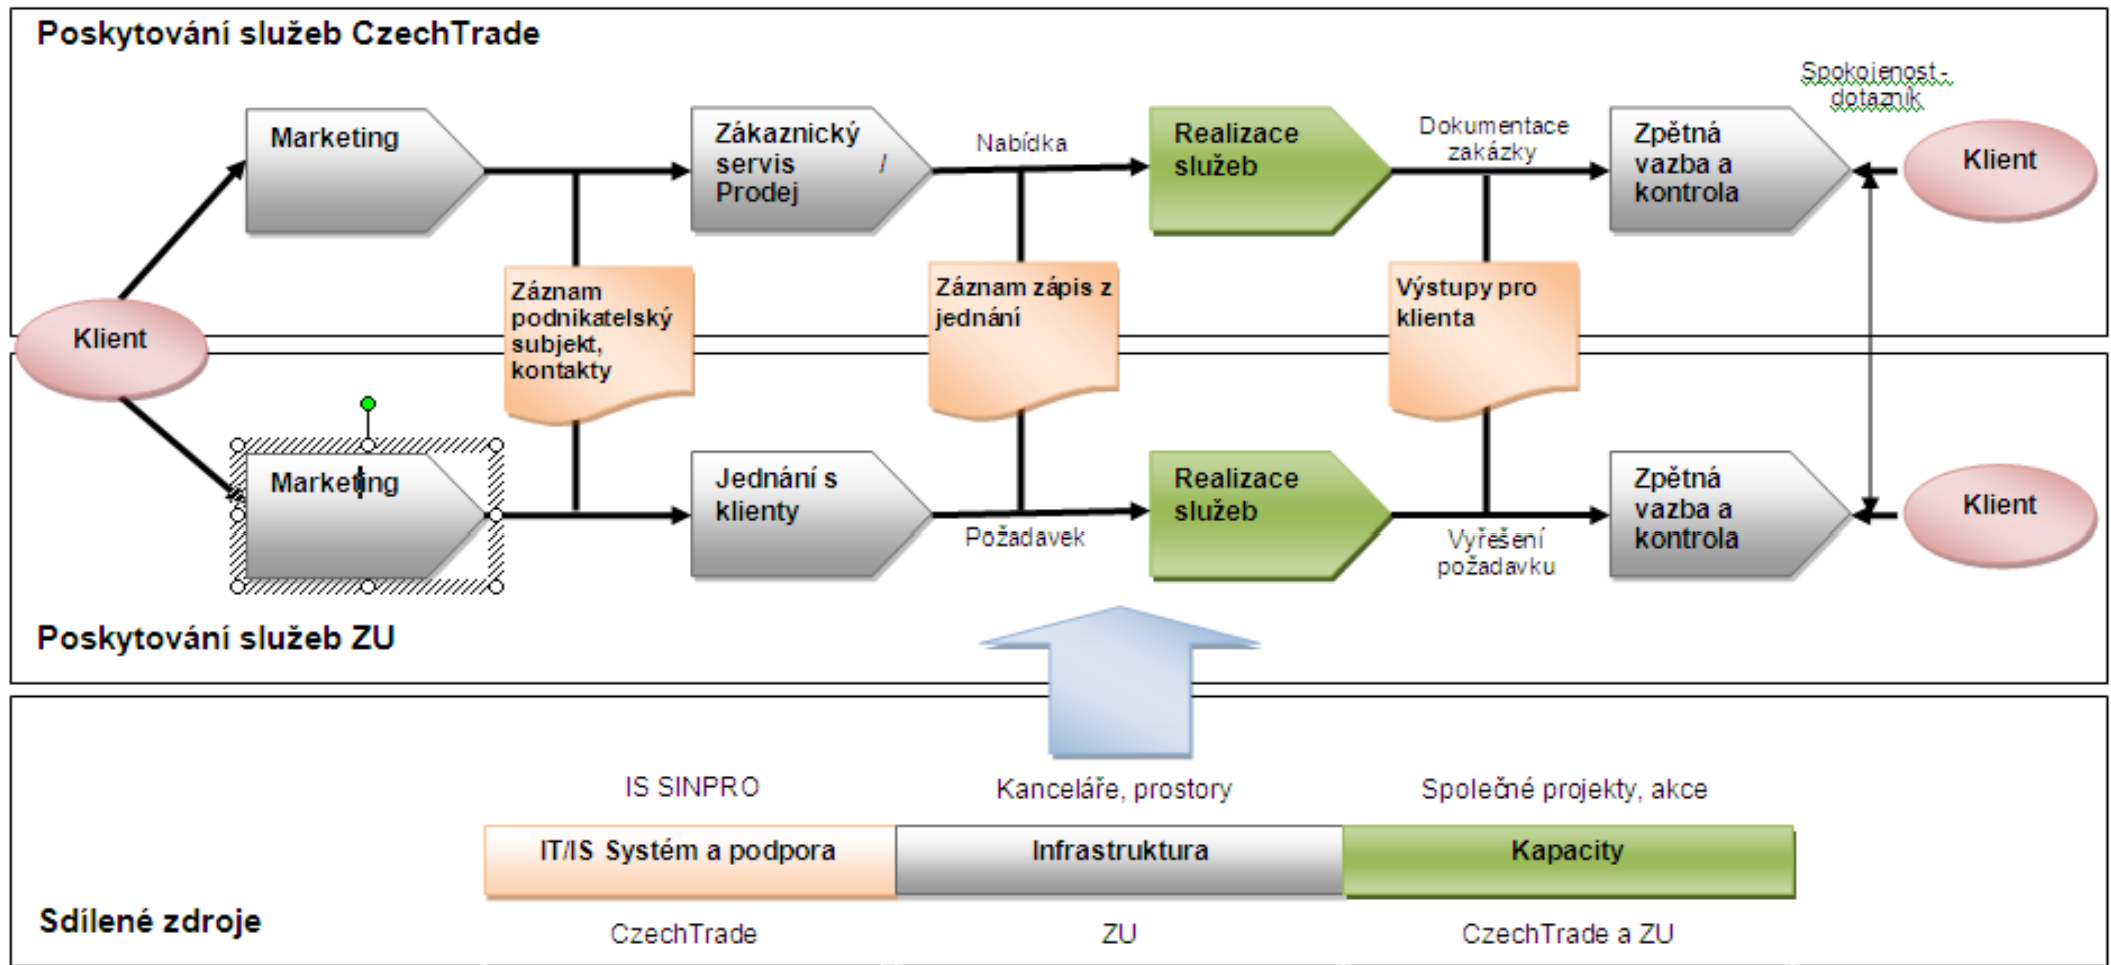 Poskytování služeb CzechTrade
Spokojenost -
dotazník
Marketing
Zákaznický
servis /
Prodej
Nabídka
Realizace
služeb
Dokumentace
zakázky
Zpětná
vazba a
kontrola
Klient
Klient
Záznam
podnikatelský
subjekt,
kontakty
Záznam zápis z
jednání
Výstupy pro
klienta
Marketing
Jednání s
klienty
Požadavek
Realizace
služeb
Vyřešení
požadavku
Zpětná
vazba a
kontrola
Klient
Poskytování služeb ZU
IS SINPRO
Kanceláře, prostory
Společné projekty, akce
IT/IS Systém a podpora
Infrastruktura
Kapacity
Sdílené zdroje
CzechTrade
ZU
CzechTrade a ZU